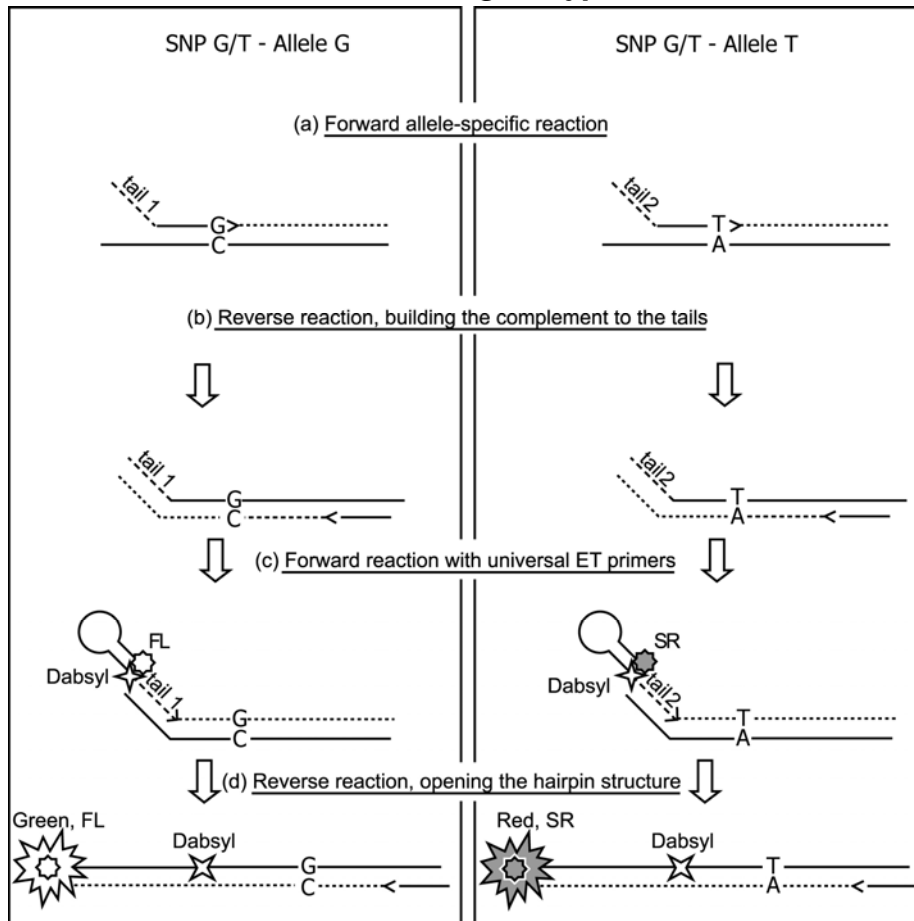 SNP G/T - Allele G
SNP G/T - Allele T
(a) Forward allele-specific reaction
tail 1
G
C
tail2
T
A
(b) Reverse reaction, building the complement to the tails
tail 1
G
C
tail2
T
A
(c) Forward reaction with universal ET primers
FL
Dabsyl
tail 1
G
C
SR
Dabsyl
tail2
T
A
(d) Reverse reaction, opening the hairpin structure
Green, FL
Dabsyl
G
C
Red, SR
Dabsyl
T
A